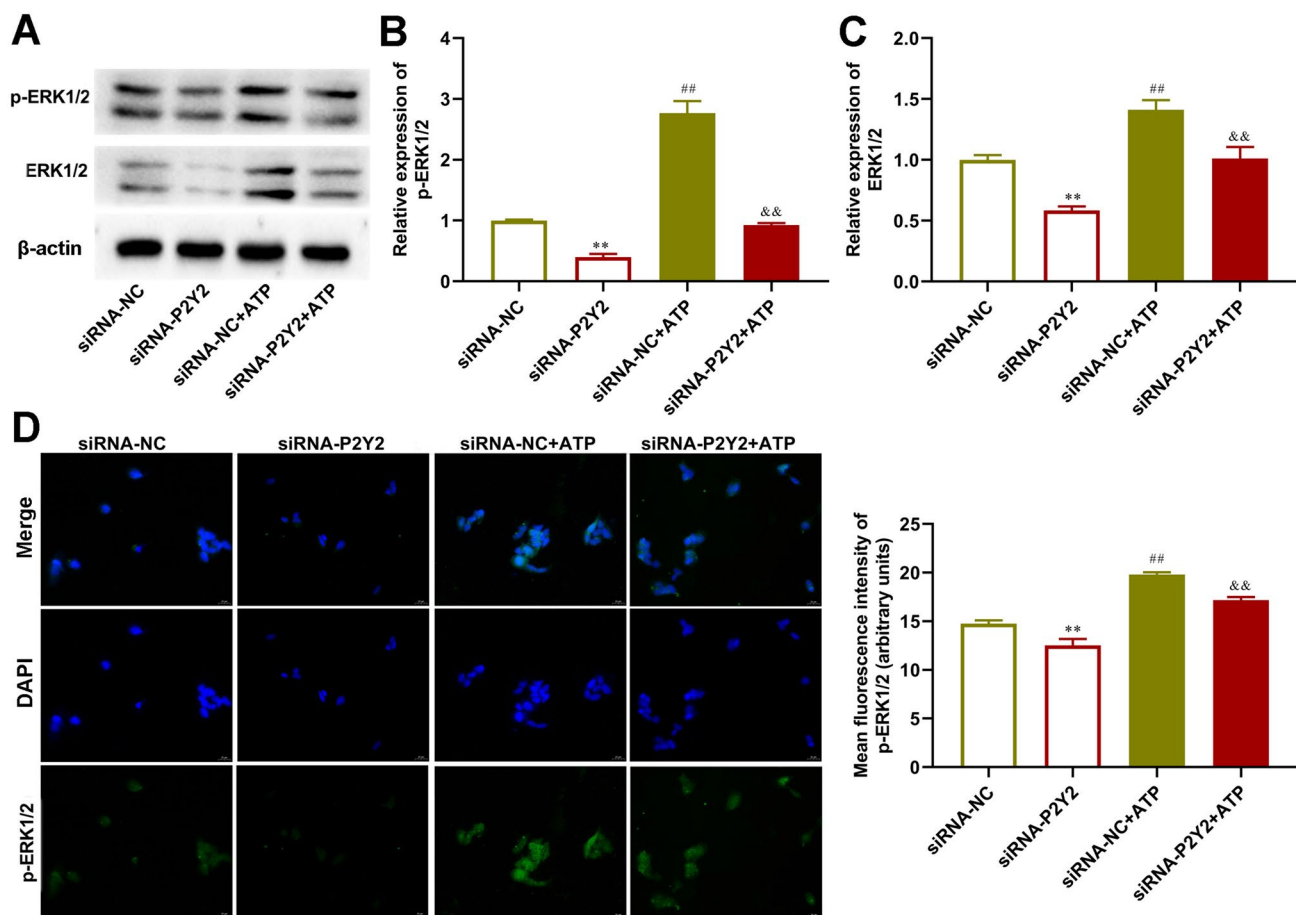 A
p-ERK1/2
ERK1/2
β-actin
siRNA-NC
siRNA-P2Y2
siRNA-NC+ATP
siRNA-P2Y2+ATP
B
Relative expression of
p-ERK1/2
4
3
2
1
0
**
##
&&
siRNA-NC
siRNA-P2Y2
siRNA-NC+ATP
siRNA-P2Y2+ATP
C
Relative expression of
ERK1/2
2.0
1.5
1.0
0.5
0.0
**
##
&&
siRNA-NC
siRNA-P2Y2
siRNA-NC+ATP
siRNA-P2Y2+ATP
D
siRNA-NC
siRNA-P2Y2
siRNA-NC+ATP
siRNA-P2Y2+ATP
Merge
DAPI
p-ERK1/2
Mean fluorescence intensity of
p-ERK1/2 (arbitrary units)
25
20
15
10
5
0
**
##
&&
siRNA-NC
siRNA-P2Y2
siRNA-NC+ATP
siRNA-P2Y2+ATP